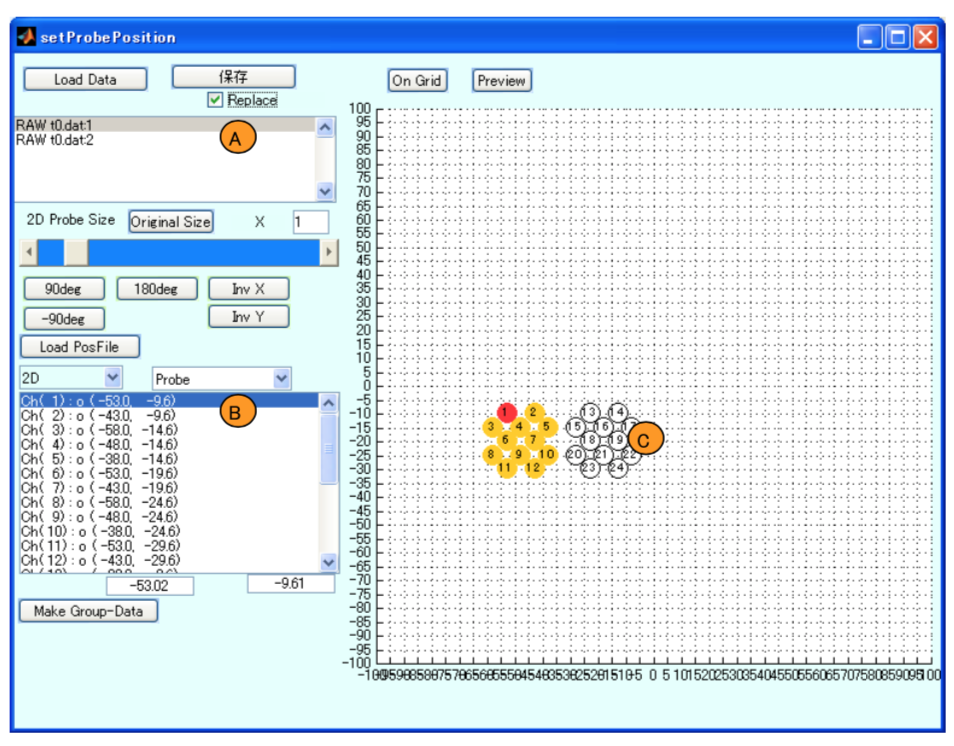 setProbePosition
Load Data
保存
Replace
On Grid
Preview
RAW t0.dat:1
RAW t0.dat:2
A
2D Probe Size
Original Size
X
1
90deg
180deg
Inv X
-90deg
Inv Y
Load PosFile
2D
Probe
Ch( 1) : o (-53.0, -9.6)
Ch( 2) : o (-43.0, -9.6)
Ch( 3) : o (-58.0, -14.6)
Ch( 4) : o (-48.0, -14.6)
Ch( 5) : o (-38.0, -14.6)
Ch( 6) : o (-53.0, -19.6)
Ch( 7) : o (-43.0, -19.6)
Ch( 8) : o (-58.0, -24.6)
Ch( 9) : o (-48.0, -24.6)
Ch(10) : o (-38.0, -24.6)
Ch(11) : o (-53.0, -29.6)
Ch(12) : o (-43.0, -29.6)
B
-53.02
-9.61
Make Group-Data
100
95
90
85
80
75
70
65
60
55
50
45
40
35
30
25
20
15
10
5
0
-5
-10
-15
-20
-25
-30
-35
-40
-45
-50
-55
-60
-65
-70
-75
-80
-85
-90
-95
-100
1 2 13 14
3 4 5 15 16 17
6 7 18 19
C
8 9 10 20 21 22
11 12 23 24
0 5 10 15 20 25 30 35 40 45 50 55 60 65 70 75 80 85 90 95 100